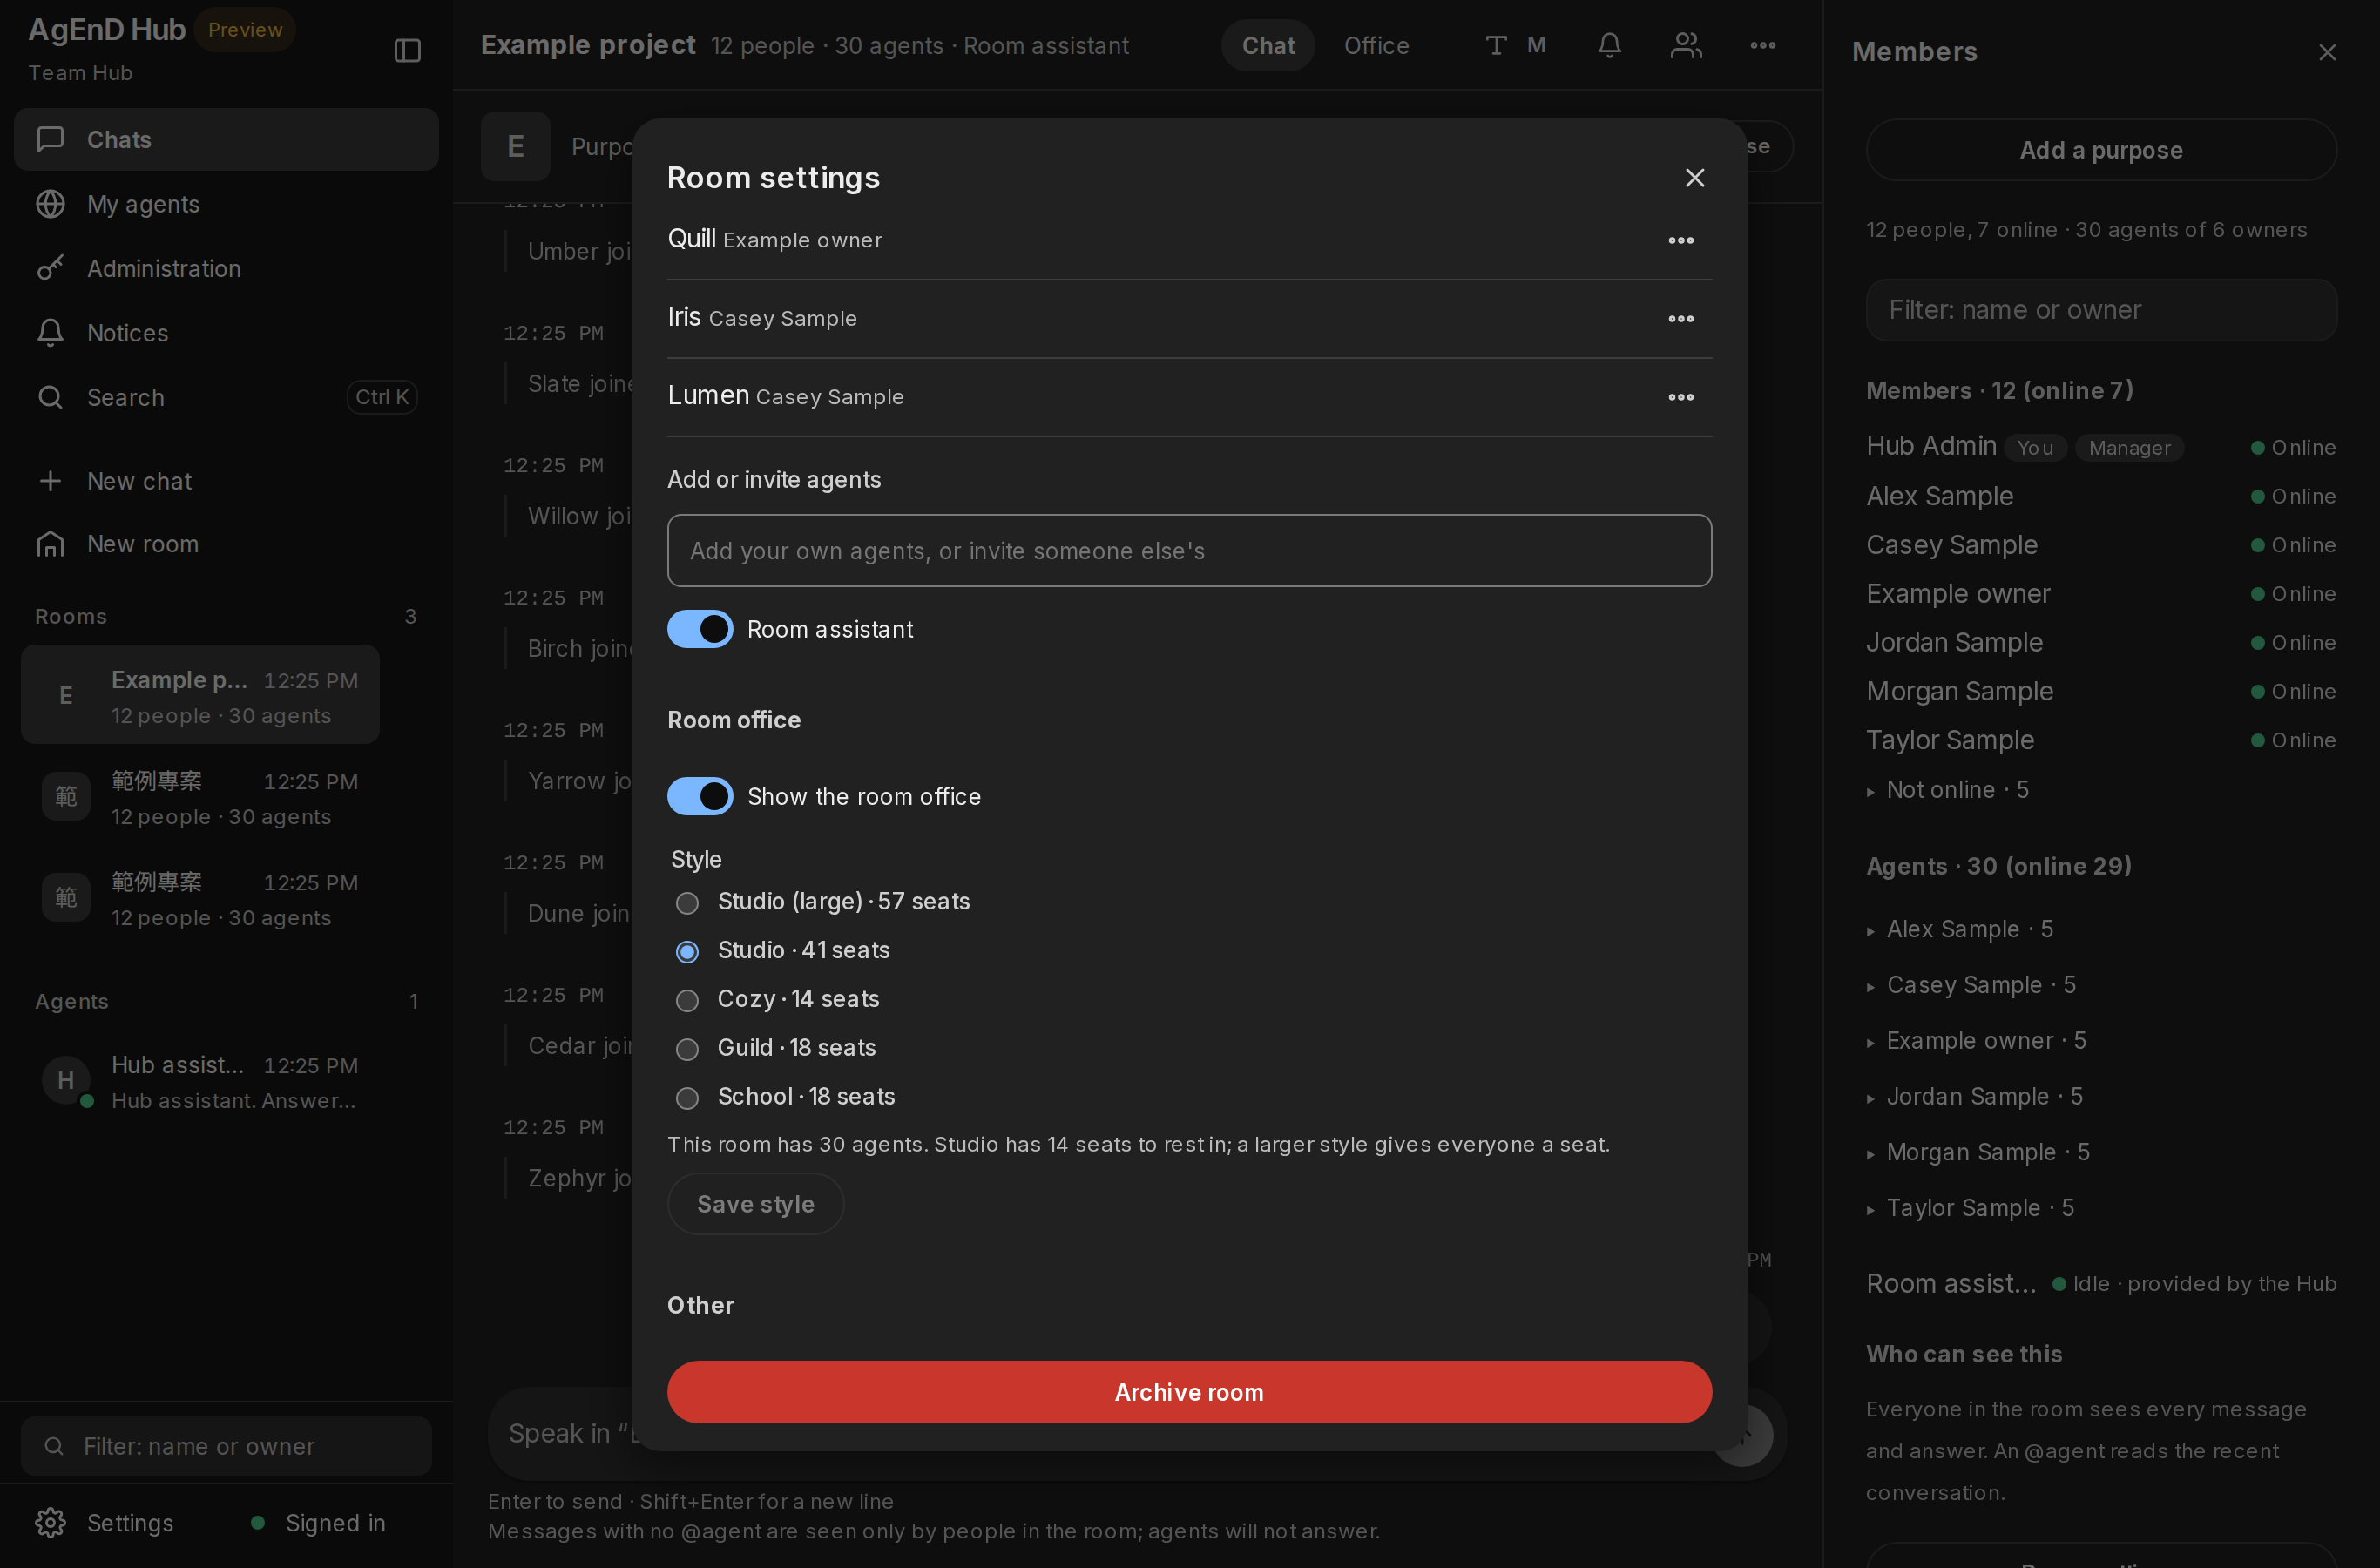 AgEnD Hub Preview
Team Hub
Chats
My agents
Administration
Notices
Search Ctrl K
New chat
New room
Rooms 3
E Example p... 12:25 PM
12 people · 30 agents
範 範例專案 12:25 PM
12 people · 30 agents
範 範例專案 12:25 PM
12 people · 30 agents
Agents 1
H Hub assist... 12:25 PM
Hub assistant. Answer...
Filter: name or owner
Settings Signed in
Example project 12 people · 30 agents · Room assistant Chat Office T M
E Purpo
se
Umber joi
12:25 PM
Slate joine
12:25 PM
Willow joi
12:25 PM
Birch joine
12:25 PM
Yarrow jo
12:25 PM
Dune join
12:25 PM
Cedar joi
12:25 PM
Zephyr jo
PM
Speak in “E
Enter to send · Shift+Enter for a new line
Messages with no @agent are seen only by people in the room; agents will not answer.
Room settings
Quill Example owner
Iris Casey Sample
Lumen Casey Sample
Add or invite agents
Add your own agents, or invite someone else's
Room assistant
Room office
Show the room office
Style
Studio (large) · 57 seats
Studio · 41 seats
Cozy · 14 seats
Guild · 18 seats
School · 18 seats
This room has 30 agents. Studio has 14 seats to rest in; a larger style gives everyone a seat.
Save style
Other
Archive room
Members
Add a purpose
12 people, 7 online · 30 agents of 6 owners
Filter: name or owner
Members · 12 (online 7)
Hub Admin You Manager Online
Alex Sample Online
Casey Sample Online
Example owner Online
Jordan Sample Online
Morgan Sample Online
Taylor Sample Online
Not online · 5
Agents · 30 (online 29)
Alex Sample · 5
Casey Sample · 5
Example owner · 5
Jordan Sample · 5
Morgan Sample · 5
Taylor Sample · 5
Room assist... Idle · provided by the Hub
Who can see this
Everyone in the room sees every message
and answer. An @agent reads the recent
conversation.